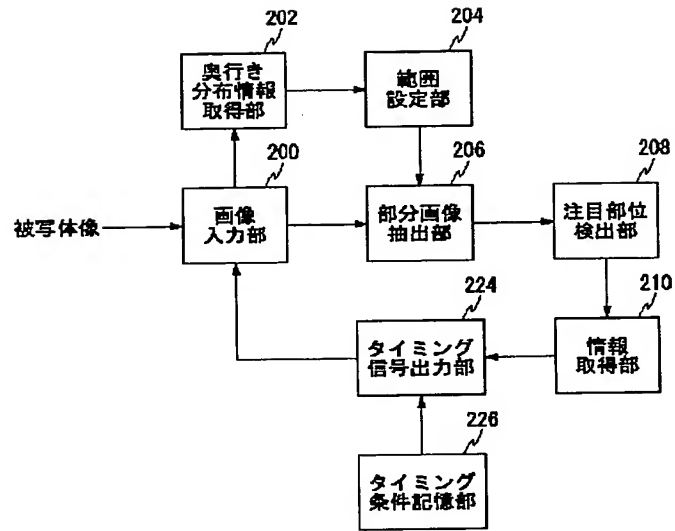 202
奥行き
分布情報
取得部
204
範囲
設定部
200
画像
入力部
206
部分画像
抽出部
208
注目部位
検出部
被写体像
224
タイミング
信号出力部
210
情報
取得部
226
タイミング
条件記憶部